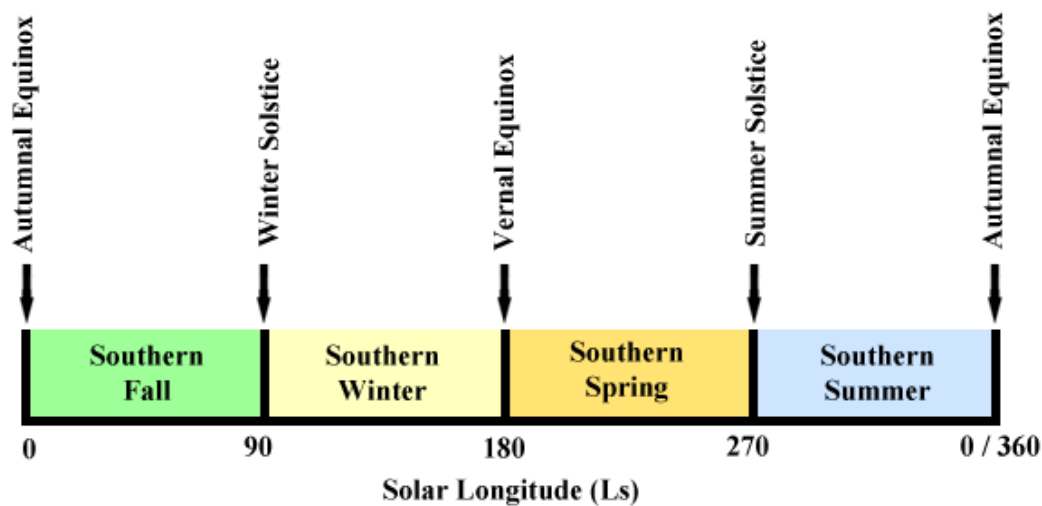 Autumnal Equinox
Winter Solstice
Vernal Equinox
Summer Solstice
Autumnal Equinox
Southern
Fall
Southern
Winter
Southern
Spring
Southern
Summer
0
90
180
270
0 / 360
Solar Longitude (Ls)